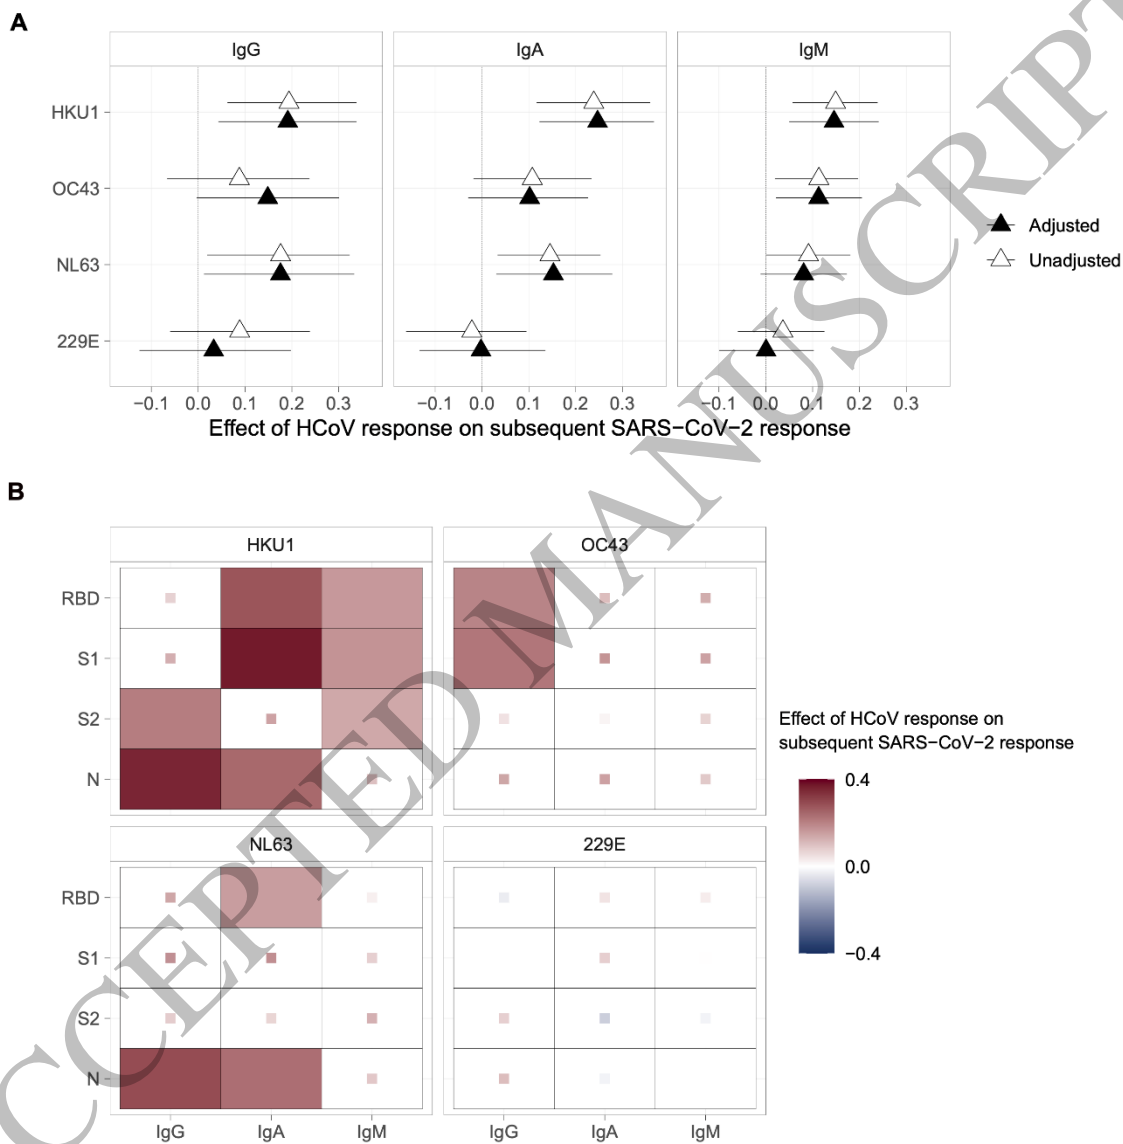 A
IgG IgA IgM
HKU1
OC43
NL63
229E
Adjusted
Unadjusted
−0.1 0.0 0.1 0.2 0.3 −0.1 0.0 0.1 0.2 0.3 −0.1 0.0 0.1 0.2 0.3
Effect of HCoV response on subsequent SARS−CoV−2 response
B
HKU1 OC43
RBD
S1
S2
N
NL63 229E
RBD
S1
S2
N
IgG IgA IgM IgG IgA IgM
Effect of HCoV response on
subsequent SARS−CoV−2 response
0.4
0.0
−0.4
CCEPTED MANUSCRIPT